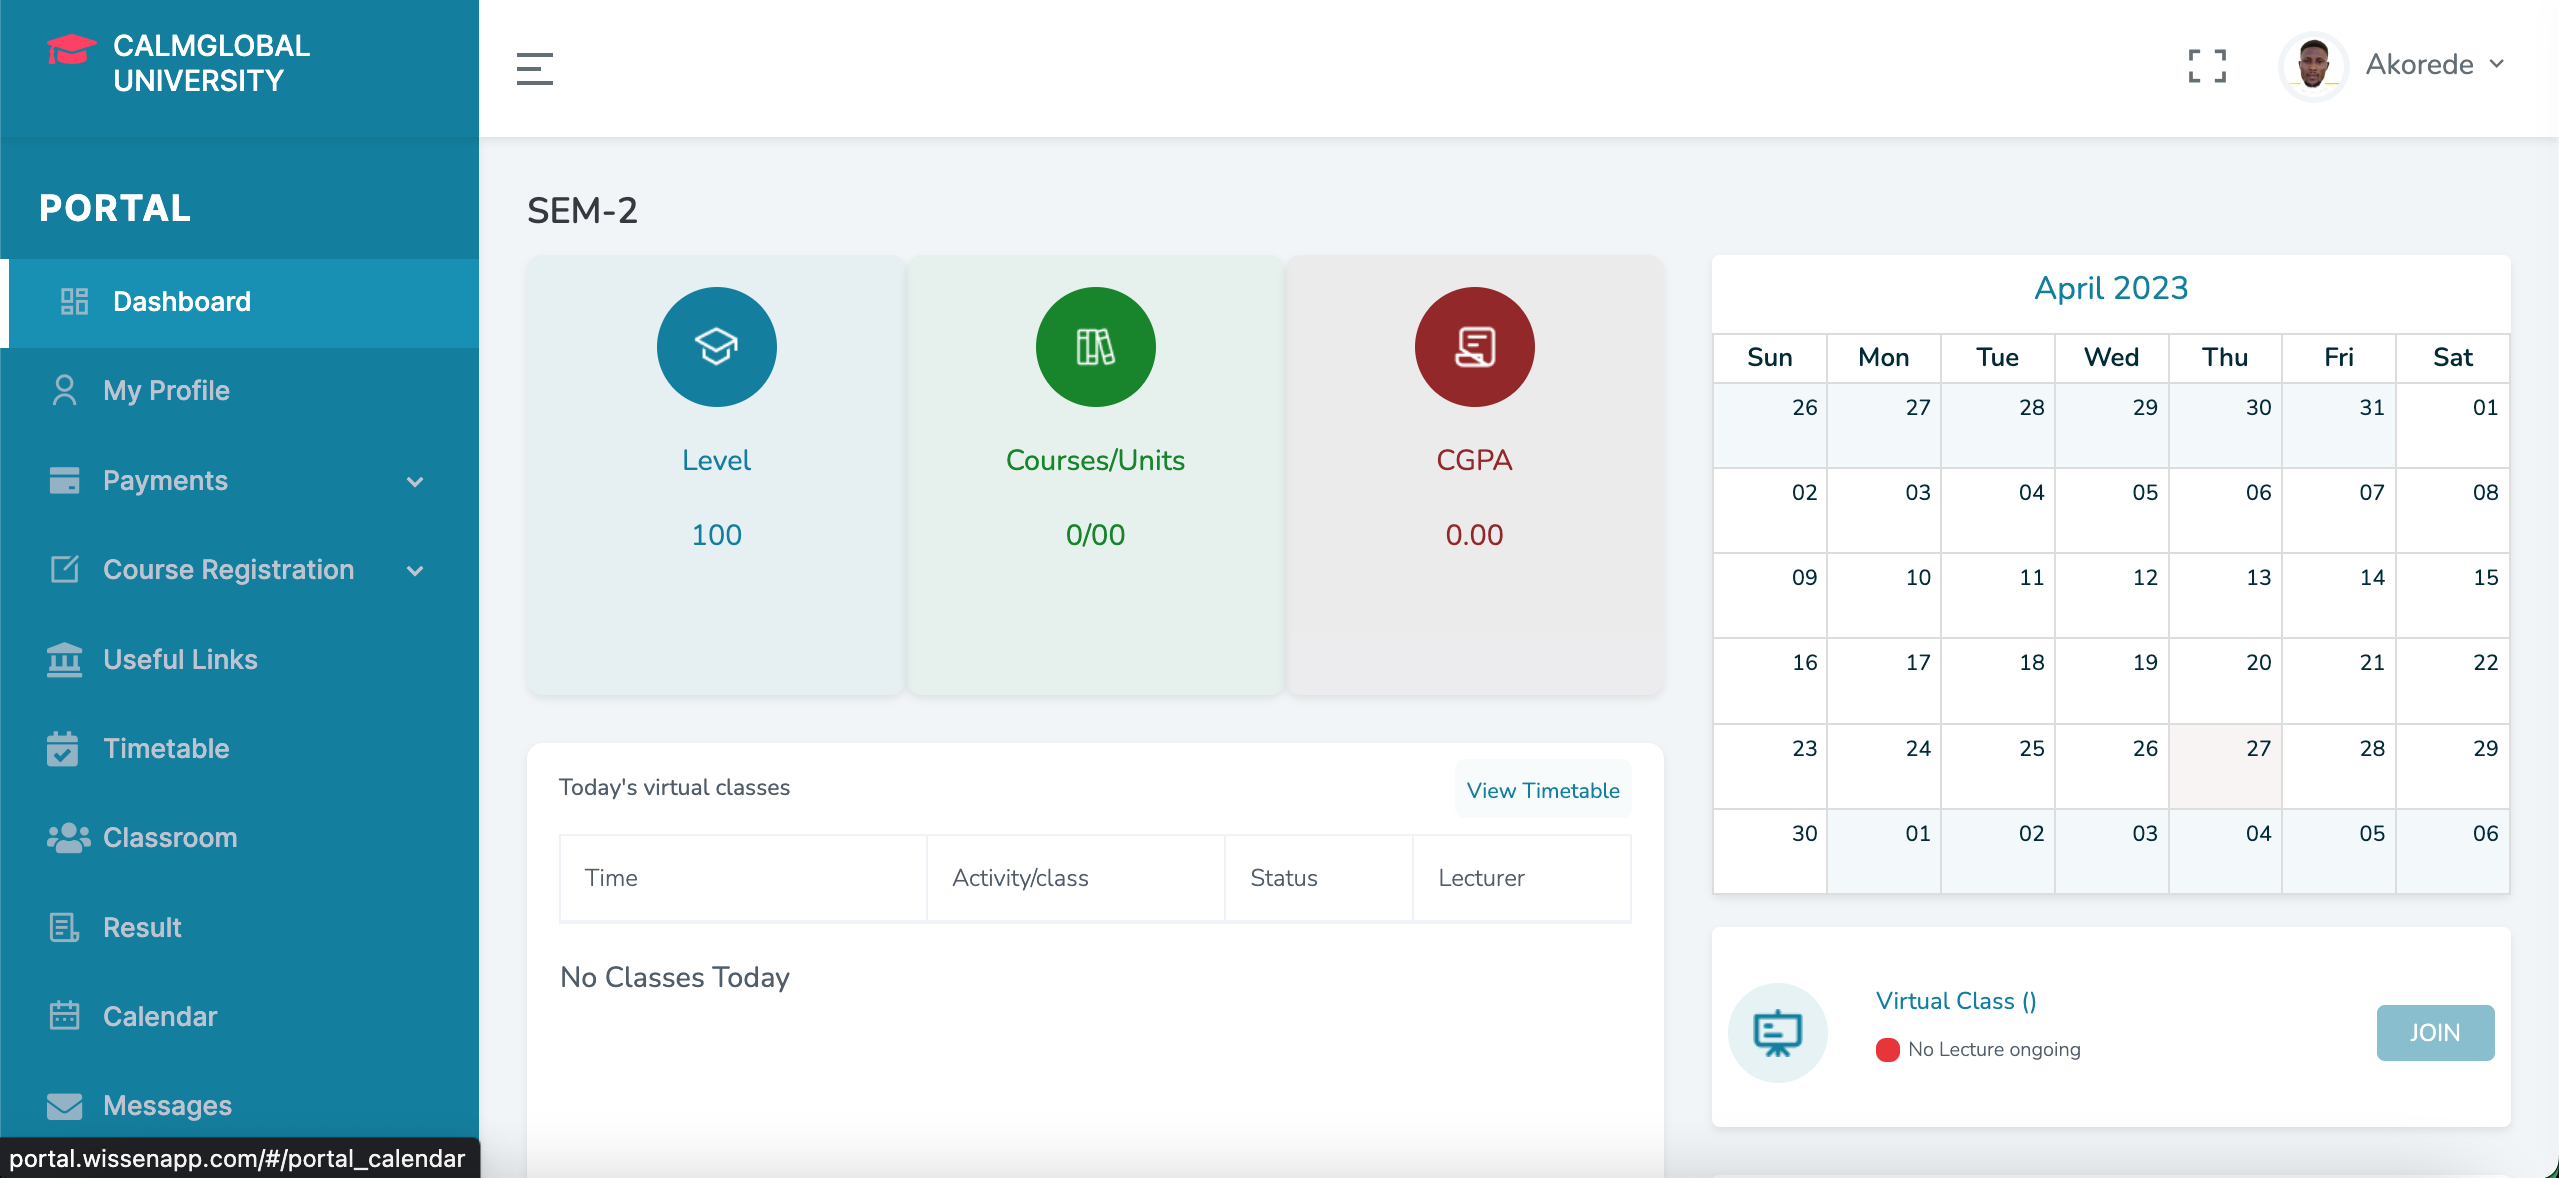 CALMGLOBAL
UNIVERSITY
Akorede
PORTAL
Dashboard
My Profile
Payments
Course Registration
Useful Links
Timetable
Classroom
Result
Calendar
Messages
portal.wissenapp.com/#/portal_calendar
SEM-2
Level
100
Courses/Units
0/00
CGPA
0.00
Today's virtual classes
View Timetable
Time Activity/class Status Lecturer
No Classes Today
April 2023
Sun Mon Tue Wed Thu Fri Sat
26 27 28 29 30 31 01
02 03 04 05 06 07 08
09 10 11 12 13 14 15
16 17 18 19 20 21 22
23 24 25 26 27 28 29
30 01 02 03 04 05 06
Virtual Class ()
No Lecture ongoing
JOIN